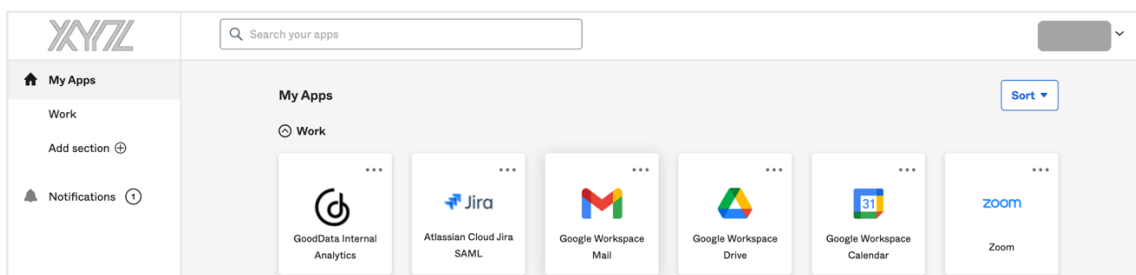 XYZ
Search your apps
My Apps
Work
Add section
Notifications 1
My Apps
Sort
Work
GoodData Internal
Analytics
Jira
Atlassian Cloud Jira
SAML
Google Workspace
Mail
Google Workspace
Drive
31
Google Workspace
Calendar
zoom
Zoom